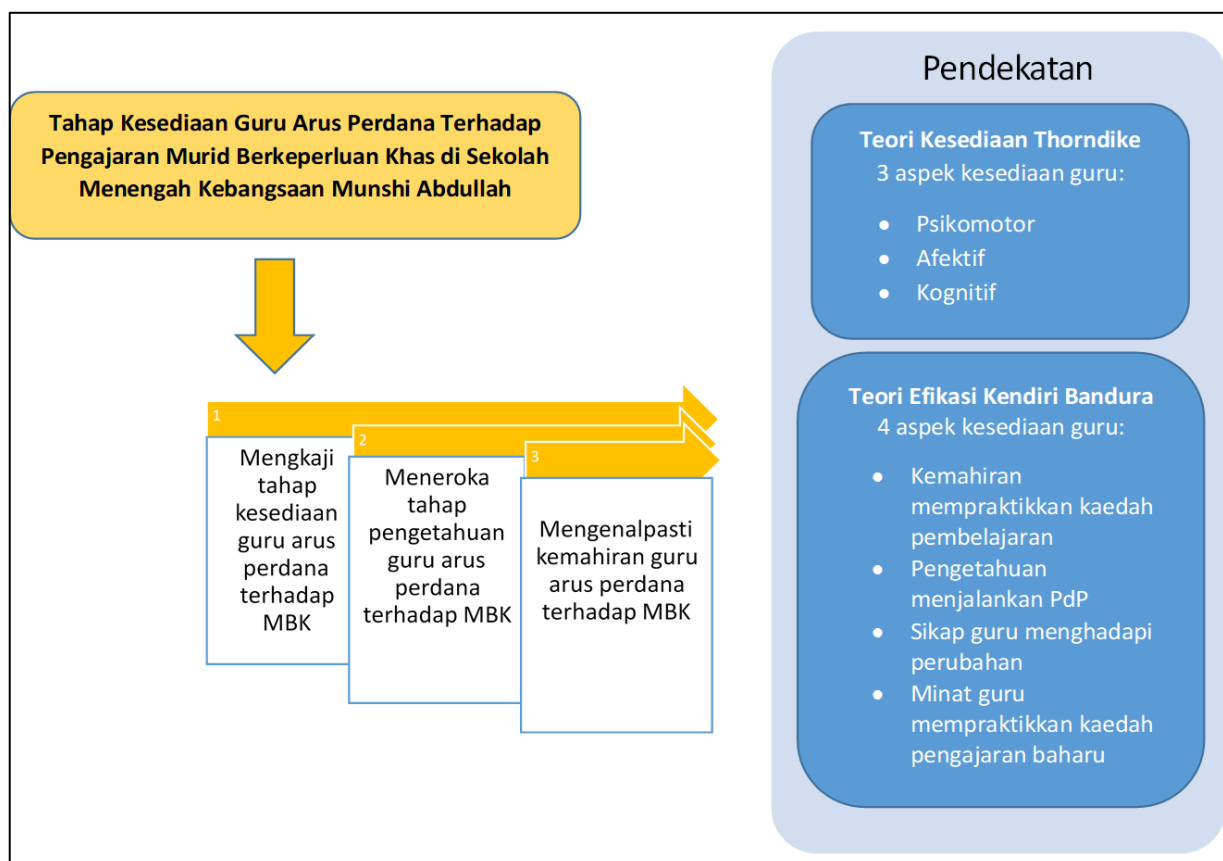 Tahap Kesediaan Guru Arus Perdana Terhadap
Pengajaran Murid Berkeperluan Khas di Sekolah
Menengah Kebangsaan Munshi Abdullah
1
Mengkaji
tahap
kesediaan
guru arus
perdana
terhadap
MBK
2
Meneroka
tahap
pengetahuan
guru arus
perdana
terhadap MBK
3
Mengenalpasti
kemahiran guru
arus perdana
terhadap MBK
Pendekatan
Teori Kesediaan Thorndike
3 aspek kesediaan guru:
● Psikomotor
● Afektif
● Kognitif
Teori Efikasi Kendiri Bandura
4 aspek kesediaan guru:
● Kemahiran
mempraktikkan kaedah
pembelajaran
● Pengetahuan
menjalankan PdP
● Sikap guru menghadapi
perubahan
● Minat guru
mempraktikkan kaedah
pengajaran baharu